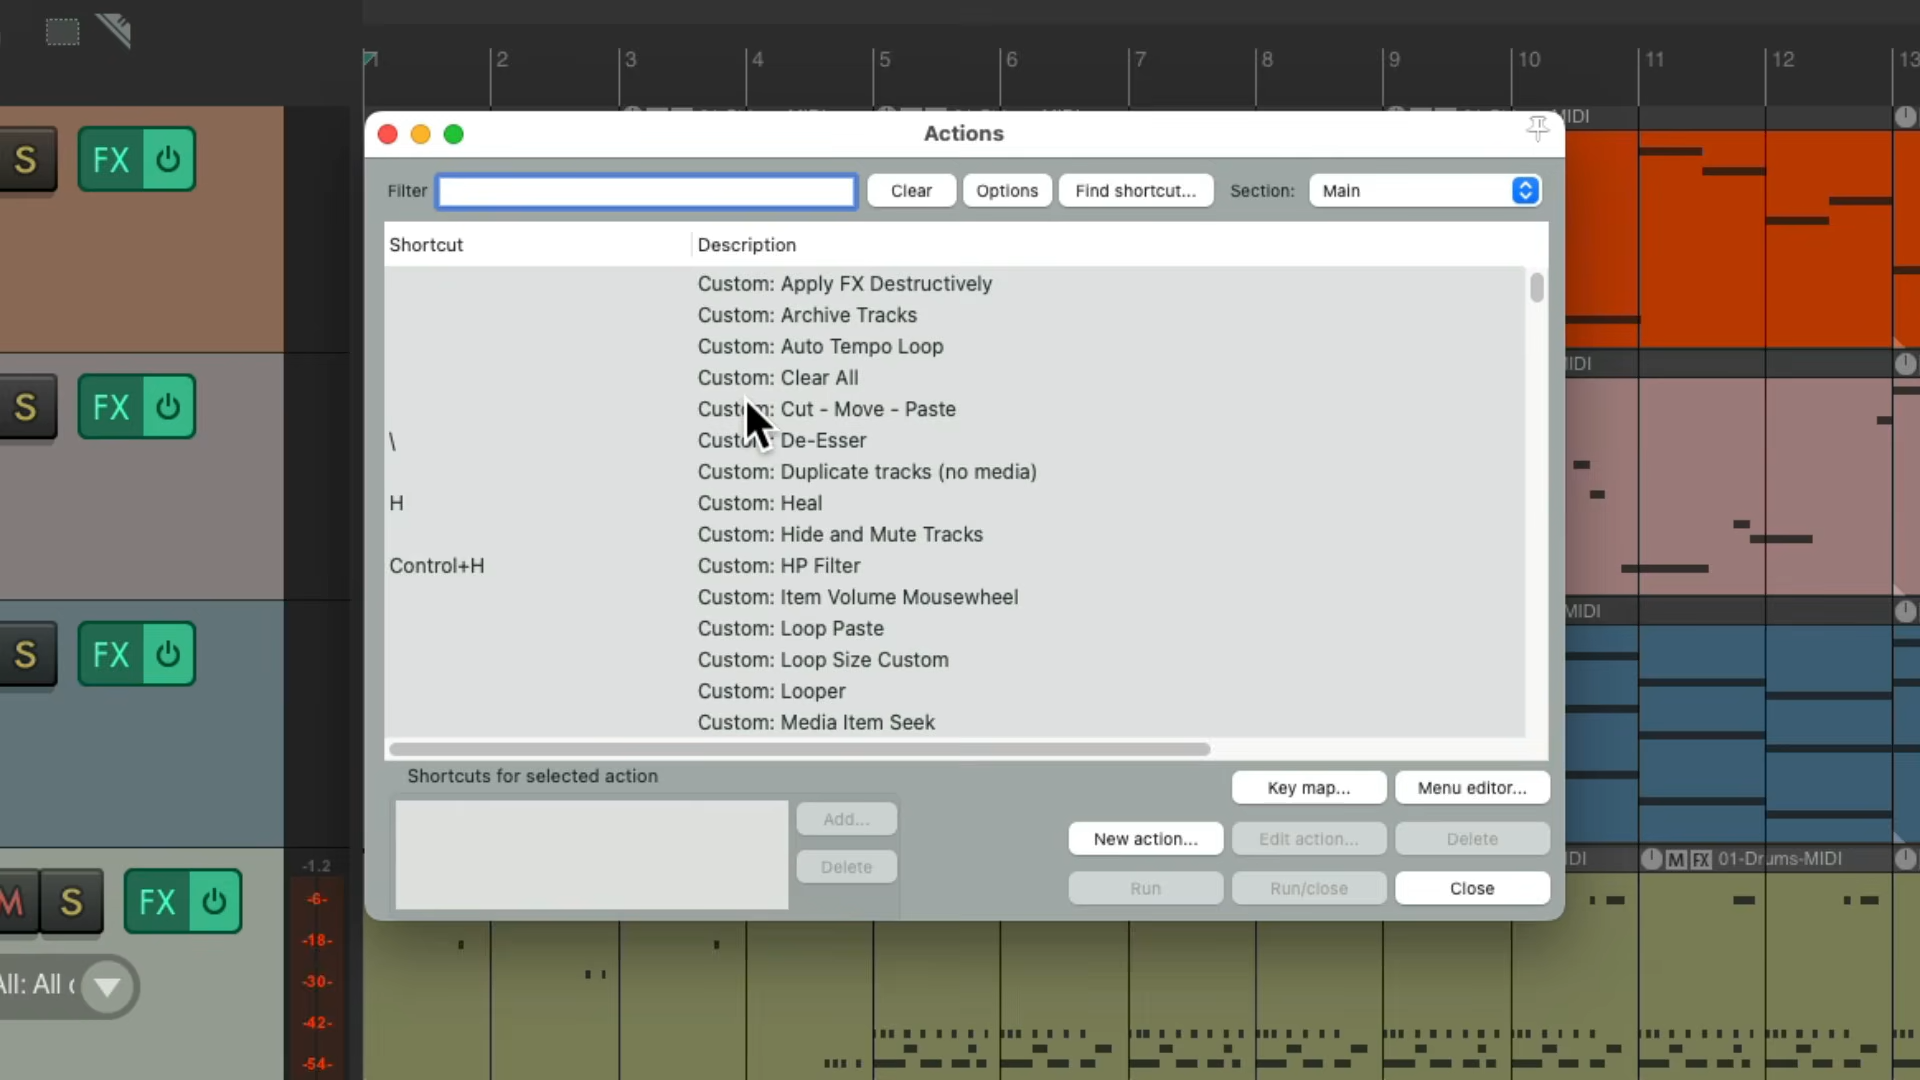 1 2 3 4 5 6 7 8 9 10 11 12 13
MIDI
Actions
Filter Clear Options Find shortcut... Section: Main
Shortcut Description
Custom: Apply FX Destructively
Custom: Archive Tracks
Custom: Auto Tempo Loop
Custom: Clear All
Custom: Cut - Move - Paste
\ Custom: De-Esser
Custom: Duplicate tracks (no media)
H Custom: Heal
Custom: Hide and Mute Tracks
Control+H Custom: HP Filter
Custom: Item Volume Mousewheel
Custom: Loop Paste
Custom: Loop Size Custom
Custom: Looper
Custom: Media Item Seek
Shortcuts for selected action
Add...
Delete
Key map... Menu editor...
New action... Edit action... Delete
Run Run/close Close
S FX
S FX
MIDI
S FX
MIDI
M S FX
All: All
-1.2
-6-
-18-
-30-
-42-
-54-
IDI
M FX 01-Drums-MIDI